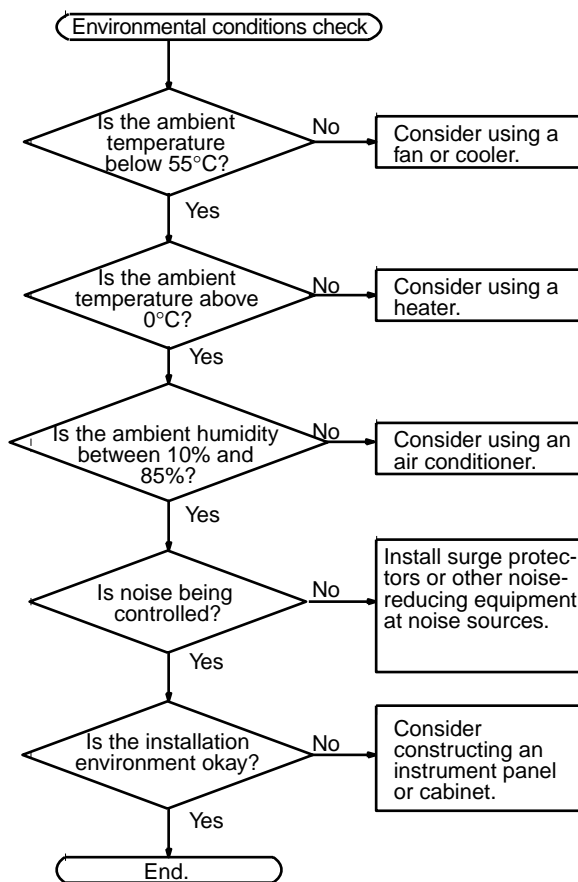 Environmental conditions check
Is the ambient
temperature
below 55°C?
No
Consider using a
fan or cooler.
Yes
Is the ambient
temperature above
0°C?
No
Consider using a
heater.
Yes
Is the ambient humidity
between 10% and
85%?
No
Consider using an
air conditioner.
Yes
Is noise being
controlled?
No
Install surge protec-
tors or other noise-
reducing equipment
at noise sources.
Yes
Is the installation
environment okay?
No
Consider
constructing an
instrument panel
or cabinet.
Yes
End.